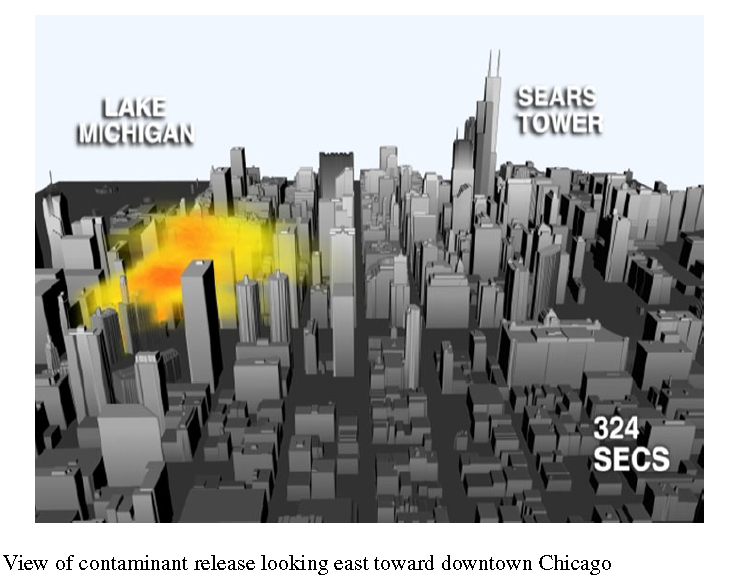 LAKE
MICHIGAN
SEARS
TOWER
324
SECS
View of contaminant release looking east toward downtown Chicago